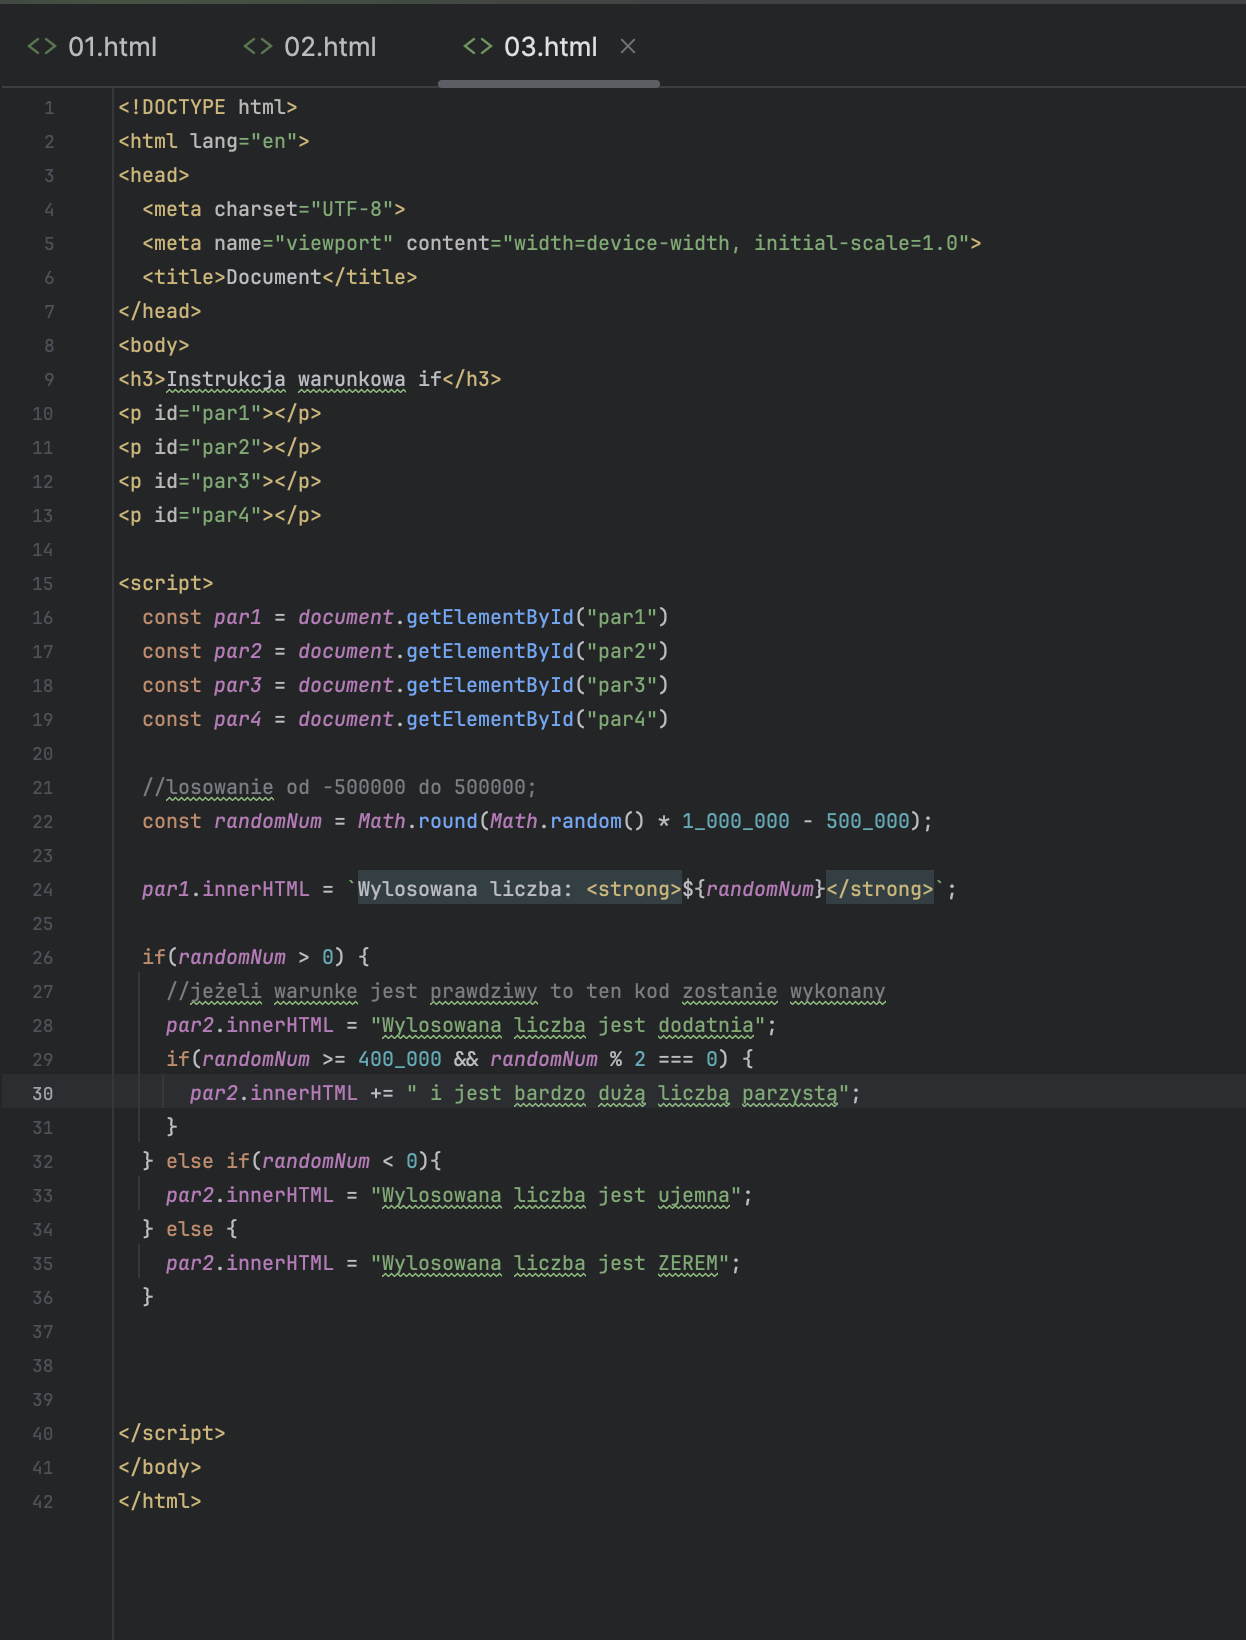 01.html 02.html 03.html
1 <!DOCTYPE html>
2 <html lang="en">
3 <head>
4   <meta charset="UTF-8">
5   <meta name="viewport" content="width=device-width, initial-scale=1.0">
6   <title>Document</title>
7 </head>
8 <body>
9 <h3>Instrukcja warunkowa if</h3>
10 <p id="par1"></p>
11 <p id="par2"></p>
12 <p id="par3"></p>
13 <p id="par4"></p>
14
15 <script>
16   const par1 = document.getElementById("par1")
17   const par2 = document.getElementById("par2")
18   const par3 = document.getElementById("par3")
19   const par4 = document.getElementById("par4")
20
21   //losowanie od -500000 do 500000;
22   const randomNum = Math.round(Math.random() * 1_000_000 - 500_000);
23
24   par1.innerHTML = `Wylosowana liczba: <strong>${randomNum}</strong>`;
25
26   if(randomNum > 0) {
27     //jeżeli warunke jest prawdziwy to ten kod zostanie wykonany
28     par2.innerHTML = "Wylosowana liczba jest dodatnia";
29     if(randomNum >= 400_000 && randomNum % 2 === 0) {
30       par2.innerHTML += " i jest bardzo dużą liczbą parzystą";
31     }
32   } else if(randomNum < 0){
33     par2.innerHTML = "Wylosowana liczba jest ujemna";
34   } else {
35     par2.innerHTML = "Wylosowana liczba jest ZEREM";
36   }
37
38
39
40 </script>
41 </body>
42 </html>